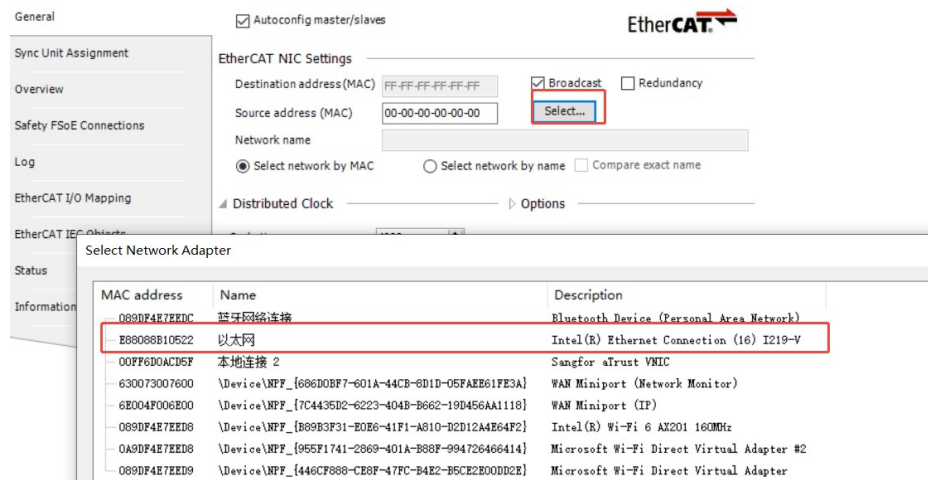 General
Autoconfig master/slaves
EtherCAT.
Sync Unit Assignment
EtherCAT NIC Settings
Overview
Destination address (MAC) FF-FF-FF-FF-FF-FF Broadcast Redundancy
Safety FSoE Connections
Source address (MAC) 00-00-00-00-00-00 Select...
Network name
Log
Select network by MAC Select network by name Compare exact name
EtherCAT I/O Mapping
Distributed Clock Options
EtherCAT IEC Objects
Status
Information
Select Network Adapter
MAC address Name Description
089DF4E7EEDC 蓝牙网络连接 Bluetooth Device (Personal Area Network)
E88088B10522 以太网 Intel(R) Ethernet Connection (16) I219-V
00FF6D0ACD5F 本地连接 2 Sangfor aTrust VNIC
630073007600 \Device\NPF_{686D0BF7-601A-44CB-8D1D-05FAEE61FE3A} WAN Miniport (Network Monitor)
6E004F006E00 \Device\NPF_{7C4435D2-6223-404B-B662-19D456AA1118} WAN Miniport (IP)
089DF4E7EED8 \Device\NPF_{B89B3F31-E0E6-41F1-A810-D2D12A4E64F2} Intel(R) Wi-Fi 6 AX201 160MHz
0A9DF4E7EED8 \Device\NPF_{955F1741-2869-401A-B88F-994726466414} Microsoft Wi-Fi Direct Virtual Adapter #2
089DF4E7EED9 \Device\NPF_{446CF888-CE8F-47FC-B4E2-B5CE2E00DD2E} Microsoft Wi-Fi Direct Virtual Adapter